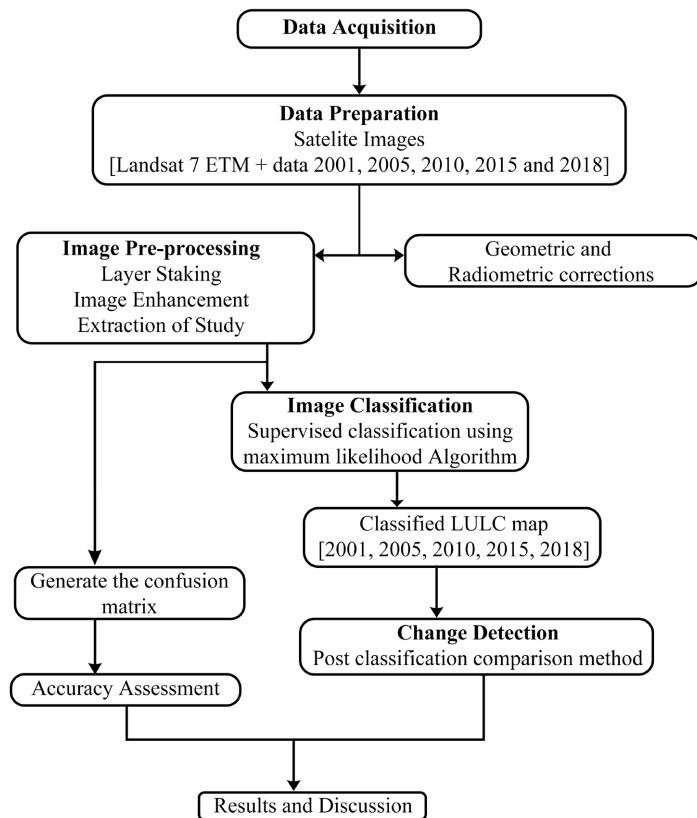 Data Acquisition
Data Preparation
Satelite Images
[Landsat 7 ETM + data 2001, 2005, 2010, 2015 and 2018]
Image Pre-processing
Layer Staking
Image Enhancement
Extraction of Study
Geometric and
Radiometric corrections
Image Classification
Supervised classification using
maximum likelihood Algorithm
Classified LULC map
[2001, 2005, 2010, 2015, 2018]
Generate the confusion
matrix
Change Detection
Post classification comparison method
Accuracy Assessment
Results and Discussion